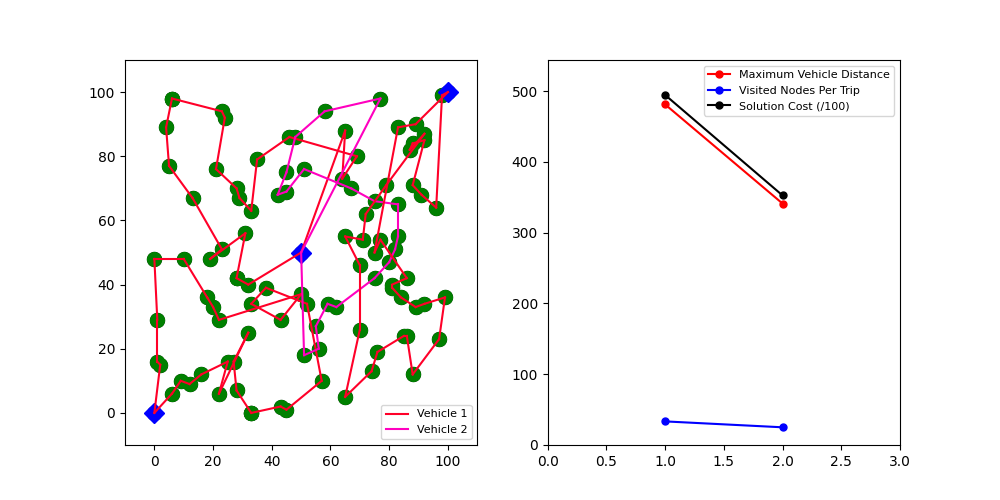 100
80
60
40
20
0
0 20 40 60 80 100
Vehicle 1
Vehicle 2
500
400
300
200
100
0
0.0 0.5 1.0 1.5 2.0 2.5 3.0
Maximum Vehicle Distance
Visited Nodes Per Trip
Solution Cost (/100)